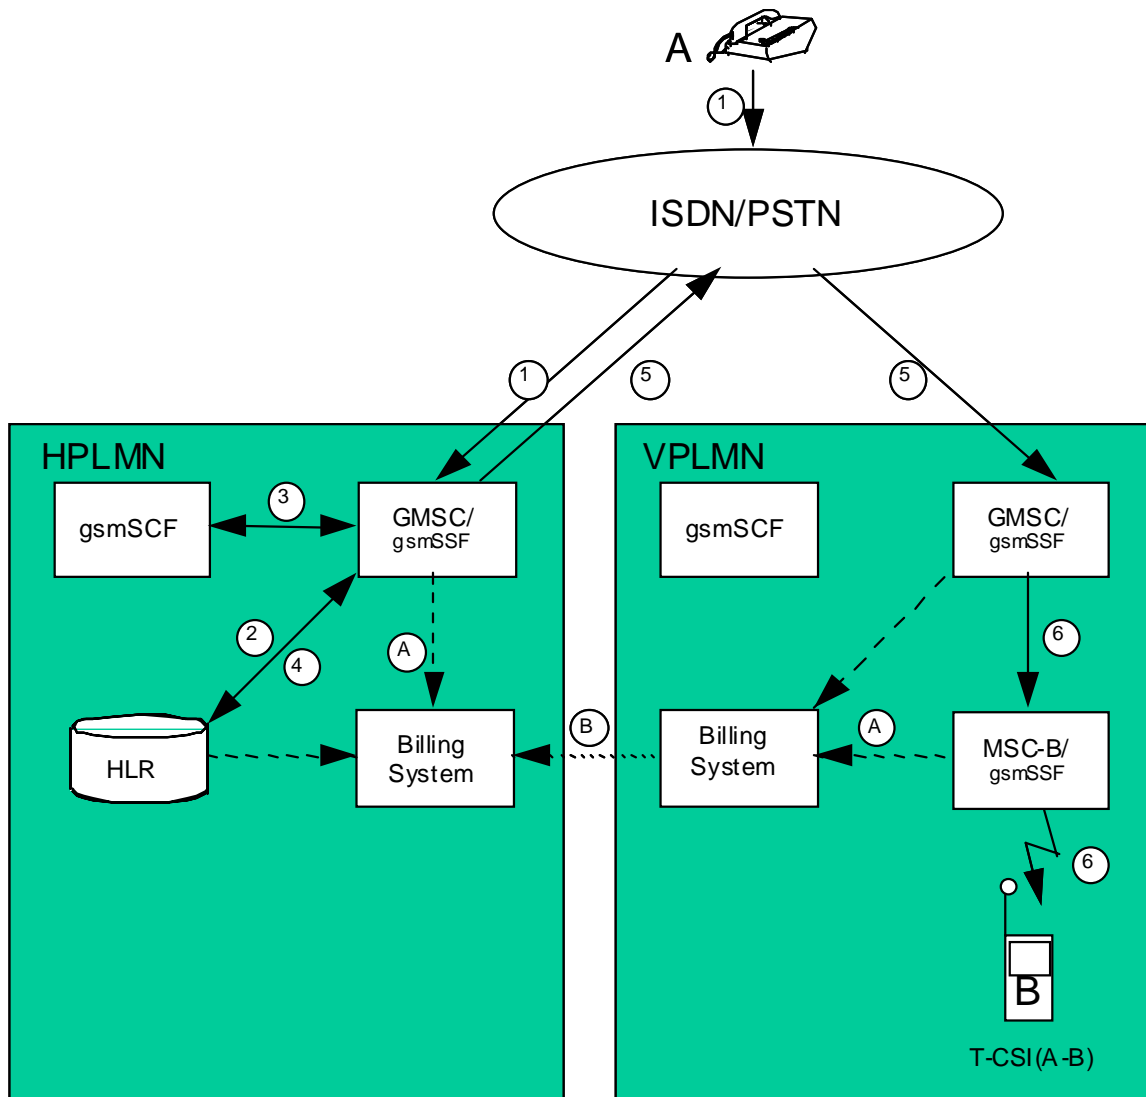 A
1
ISDN/PSTN
1
5
5
HPLMN
VPLMN
gsmSCF
3
GMSC/
gsmSSF
gsmSCF
GMSC/
gsmSSF
2
4
A
6
HLR
Billing
System
B
Billing
System
A
MSC-B/
gsmSSF
6
B
T-CSI(A-B)